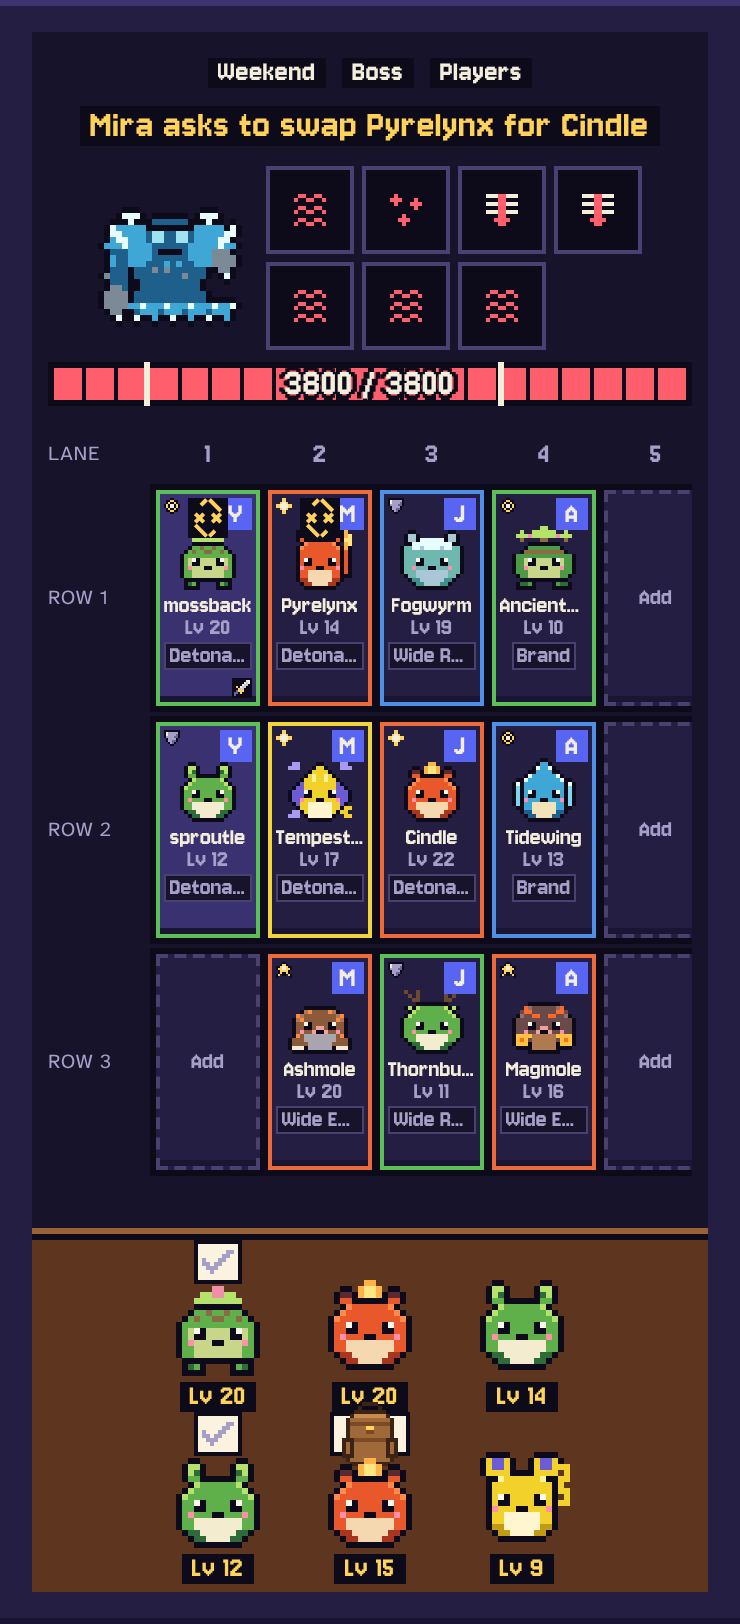 Weekend Boss Players
Mira asks to swap Pyrelynx for Cindle
3800 / 3800
LANE 1 2 3 4 5
Y M J A
ROW 1
mossback Pyrelynx Fogwyrm Ancient... Add
Lv 20 Lv 14 Lv 19 Lv 10
Detona... Detona... Wide R... Brand
Y M J A
ROW 2
sproutle Tempest... Cindle Tidewing Add
Lv 12 Lv 17 Lv 22 Lv 13
Detona... Detona... Detona... Brand
M J A
ROW 3
Add Ashmole Thornbu... Magmole Add
Lv 20 Lv 11 Lv 16
Wide E... Wide R... Wide E...
Lv 20 Lv 20 Lv 14
Lv 12 Lv 15 Lv 9